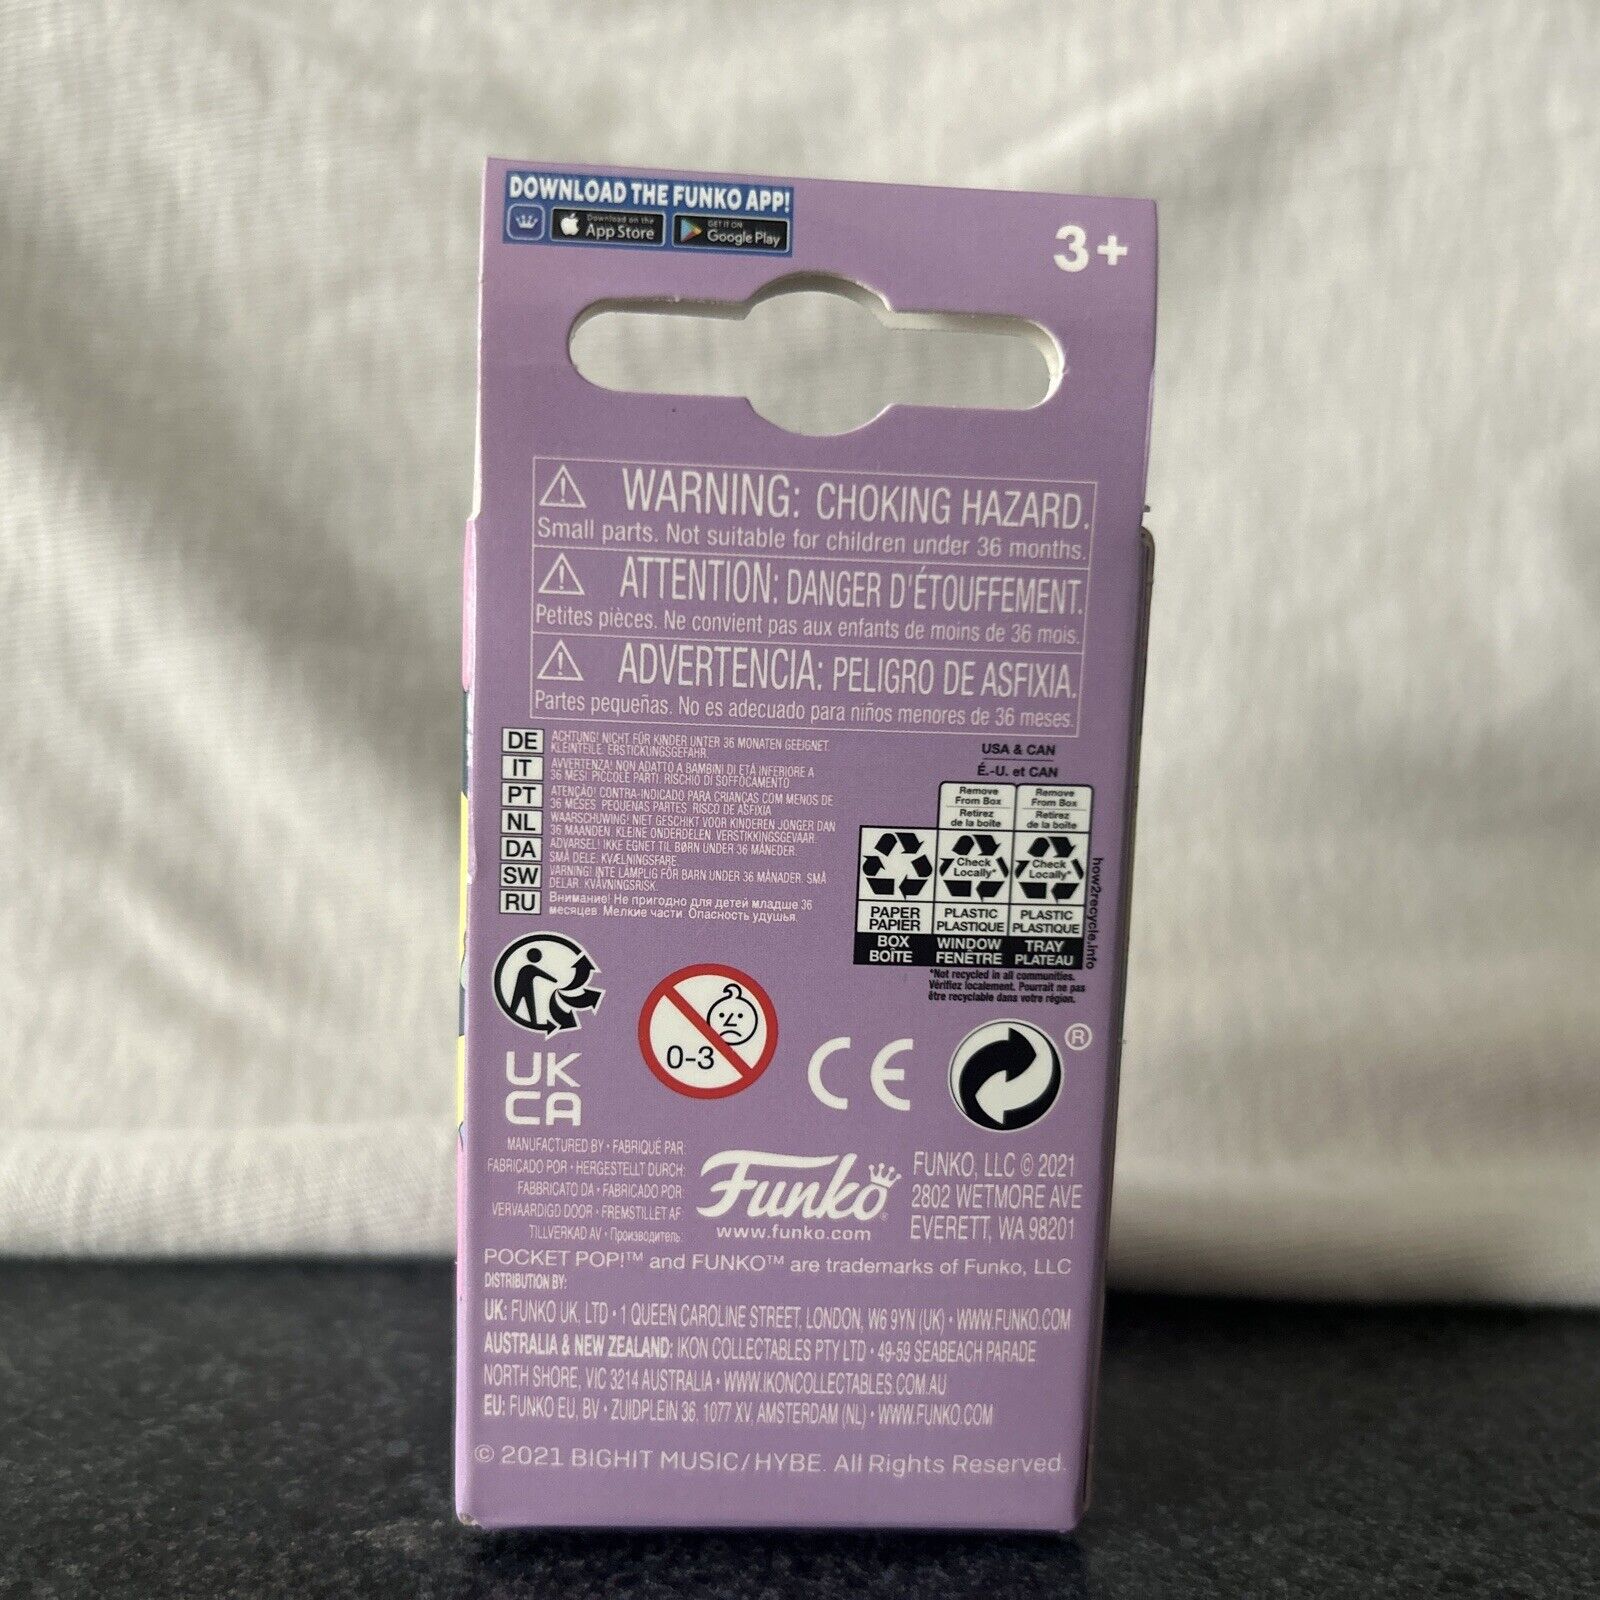 DOWNLOAD THE FUNKO APP!
Download on the
App Store
GET IT ON
Google Play
3+
WARNING: CHOKING HAZARD.
Small parts. Not suitable for children under 36 months.
ATTENTION: DANGER D'ÉTOUFFEMENT.
Petites pièces. Ne convient pas aux enfants de moins de 36 mois.
ADVERTENCIA: PELIGRO DE ASFIXIA.
Partes pequeñas. No es adecuado para niños menores de 36 meses.
DE ACHTUNG! NICHT FÜR KINDER UNTER 36 MONATEN GEEIGNET.
KLEINTEILE. ERSTICKUNGSGEFAHR.
IT AVVERTENZA! NON ADATTO A BAMBINI DI ETÀ INFERIORE A
36 MESI. PICCOLE PARTI. RISCHIO DI SOFFOCAMENTO
PT ATENÇÃO! CONTRA-INDICADO PARA CRIANÇAS COM MENOS DE
36 MESES. PEQUENAS PARTES. RISCO DE ASFIXIA
NL WAARSCHUWING! NIET GESCHIKT VOOR KINDEREN JONGER DAN
36 MAANDEN. KLEINE ONDERDELEN. VERSTIKKINGSGEVAAR.
DA ADVARSEL! IKKE EGNET TIL BØRN UNDER 36 MÅNEDER.
SMÅ DELE. KVÆLNINGSFARE
SW VARNING! INTE LÄMPLIG FÖR BARN UNDER 36 MÅNADER. SMÅ
DELAR. KVÄVNINGSRISK.
RU Внимание! Не пригодно для детей младше 36
месяцев. Мелкие части. Опасность удушья.
USA & CAN
É.-U. et CAN
Remove
From Box
Retirez
de la boîte
Remove
From Box
Retirez
de la boîte
Check
Locally*
Check
Locally*
PAPER
PAPIER
PLASTIC
PLASTIQUE
PLASTIC
PLASTIQUE
BOX
BOÎTE
WINDOW
FENÊTRE
TRAY
PLATEAU
how2recycle.info
*Not recycled in all communities.
Vérifiez localement. Pourrait ne pas
être recyclable dans votre région.
0-3
UK
CA
CE
®
MANUFACTURED BY • FABRIQUÉ PAR:
FABRICADO POR • HERGESTELLT DURCH:
FABBRICATO DA • FABRICADO POR:
VERVAARDIGD DOOR • FREMSTILLET AF:
TILLVERKAD AV • Производитель:
Funko®
www.funko.com
FUNKO, LLC © 2021
2802 WETMORE AVE
EVERETT, WA 98201
POCKET POP!™ and FUNKO™ are trademarks of Funko, LLC
DISTRIBUTION BY:
UK: FUNKO UK, LTD • 1 QUEEN CAROLINE STREET, LONDON, W6 9YN (UK) • WWW.FUNKO.COM
AUSTRALIA & NEW ZEALAND: IKON COLLECTABLES PTY LTD • 49-59 SEABEACH PARADE
NORTH SHORE, VIC 3214 AUSTRALIA • WWW.IKONCOLLECTABLES.COM.AU
EU: FUNKO EU, BV • ZUIDPLEIN 36, 1077 XV, AMSTERDAM (NL) • WWW.FUNKO.COM
© 2021 BIGHIT MUSIC/HYBE. All Rights Reserved.